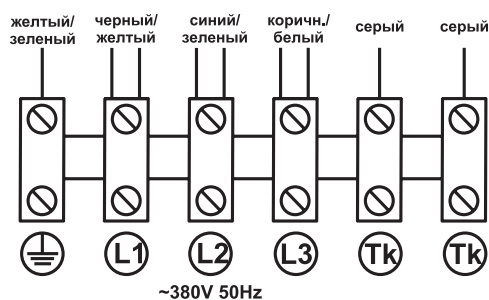 желтый/
зеленый
черный/
желтый
синий/
зеленый
коричн./
белый
серый
серый
L1 L2 L3 Tk Tk
~380V 50Hz